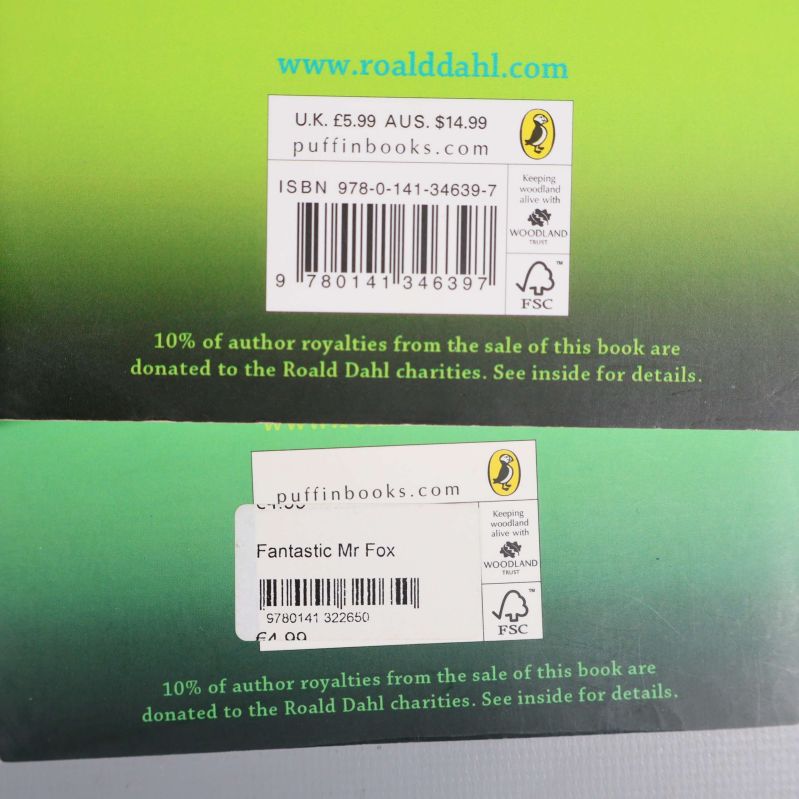 www.roalddahl.com
U.K. £5.99 AUS. $14.99
puffinbooks.com
ISBN 978-0-141-34639-7
9 780141 346397
Keeping
woodland
alive with
WOODLAND
TRUST
™
FSC
10% of author royalties from the sale of this book are
donated to the Roald Dahl charities. See inside for details.
puffinbooks.com
Fantastic Mr Fox
9780141 322650
£4.99
Keeping
woodland
alive with
WOODLAND
TRUST
™
FSC
10% of author royalties from the sale of this book are
donated to the Roald Dahl charities. See inside for details.